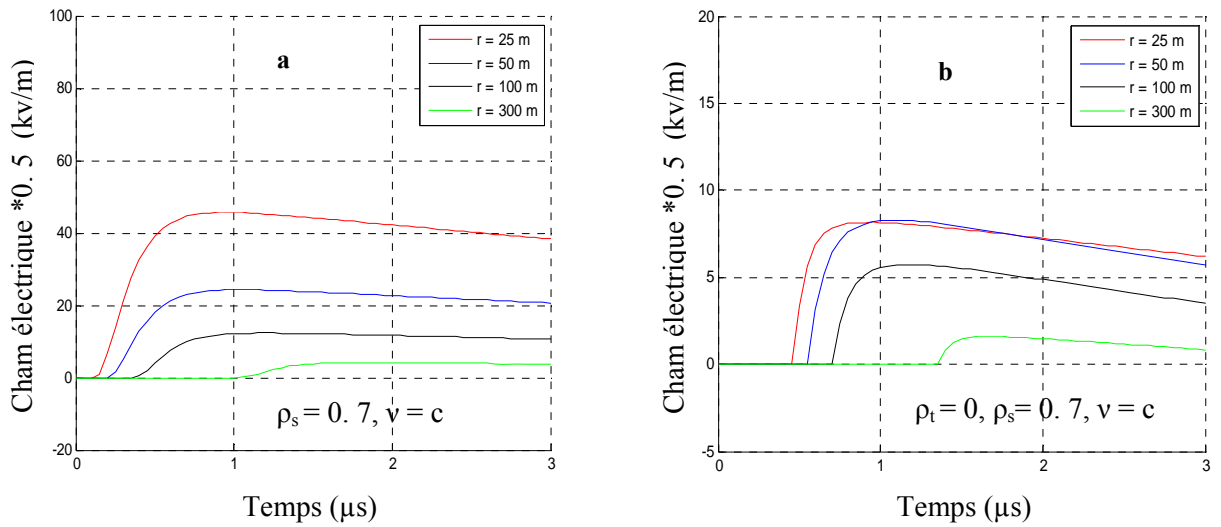 a
r = 25 m
r = 50 m
r = 100 m
r = 300 m
Cham électrique *0. 5 (kv/m)
100
80
60
40
20
0
-20
0
1
2
3
ρs = 0. 7, ν = c
Temps (µs)
b
r = 25 m
r = 50 m
r = 100 m
r = 300 m
Cham électrique *0. 5 (kv/m)
20
15
10
5
0
-5
0
1
2
3
ρt = 0, ρs= 0. 7, ν = c
Temps (µs)